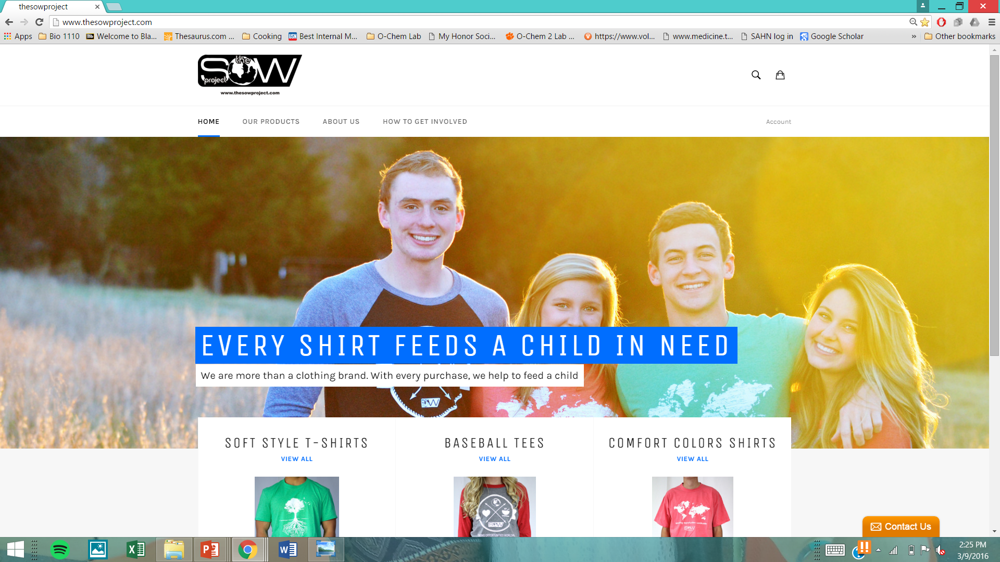 thesowproject
www.thesowproject.com
Apps Bio 1110 Welcome to Bla... Thesaurus.com ... Cooking Best Internal M... O-Chem Lab My Honor Soci... O-Chem 2 Lab ... https://www.vol... www.medicine.t... SAHN log in Google Scholar » Other bookmarks
the
SOW
project
www.thesowproject.com
HOME OUR PRODUCTS ABOUT US HOW TO GET INVOLVED Account
EVERY SHIRT FEEDS A CHILD IN NEED
We are more than a clothing brand. With every purchase, we help to feed a child
SOW
SOFT STYLE T-SHIRTS BASEBALL TEES COMFORT COLORS SHIRTS
VIEW ALL VIEW ALL VIEW ALL
SOW
SOW
Contact Us
2:25 PM
3/9/2016